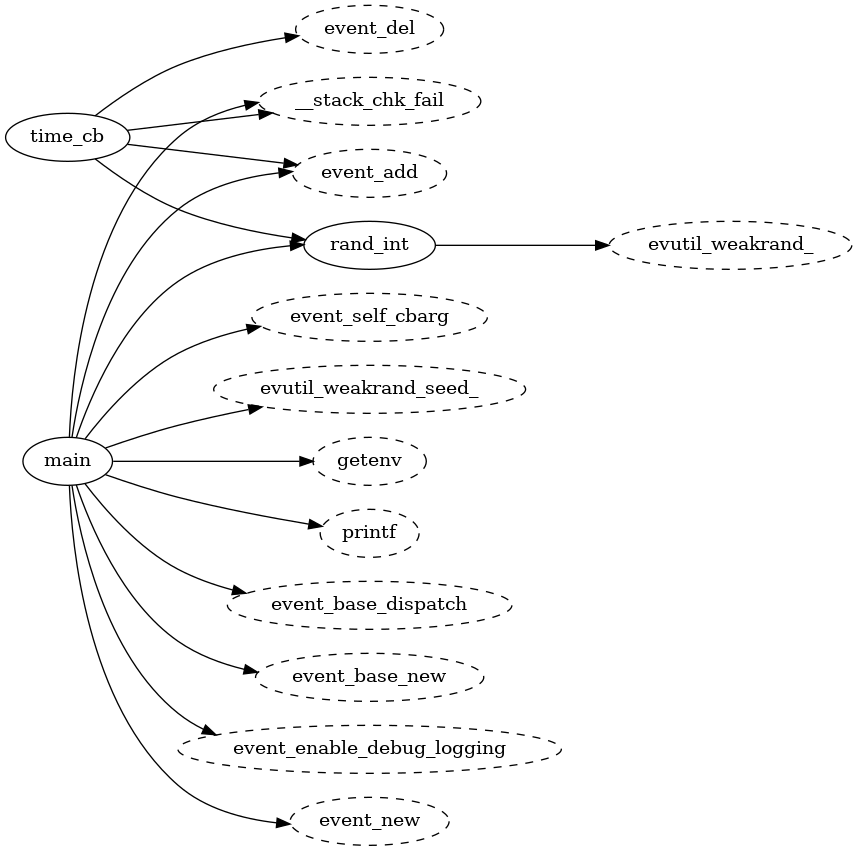 event_del
__stack_chk_fail
time_cb
event_add
rand_int
evutil_weakrand_
event_self_cbarg
evutil_weakrand_seed_
main
getenv
printf
event_base_dispatch
event_base_new
event_enable_debug_logging
event_new